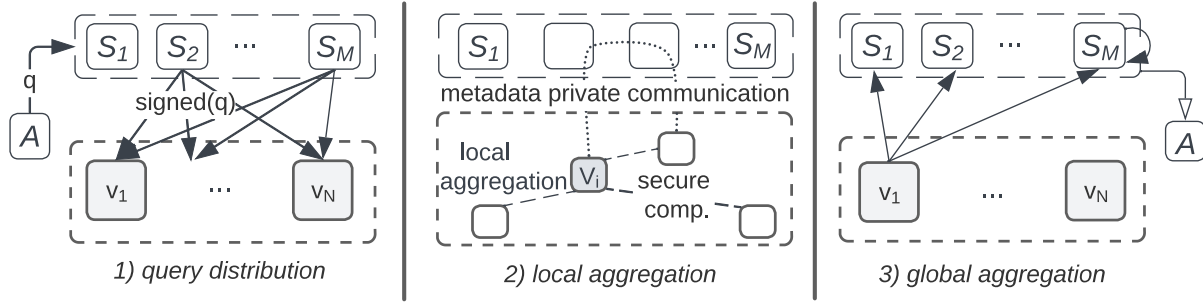 S1 S2 ... SM
q
signed(q)
A
v1 ... vN
1) query distribution
S1 ... SM
metadata private communication
local
aggregation
Vi
secure
comp.
2) local aggregation
S1 S2 ... SM
A
v1 ... vN
3) global aggregation